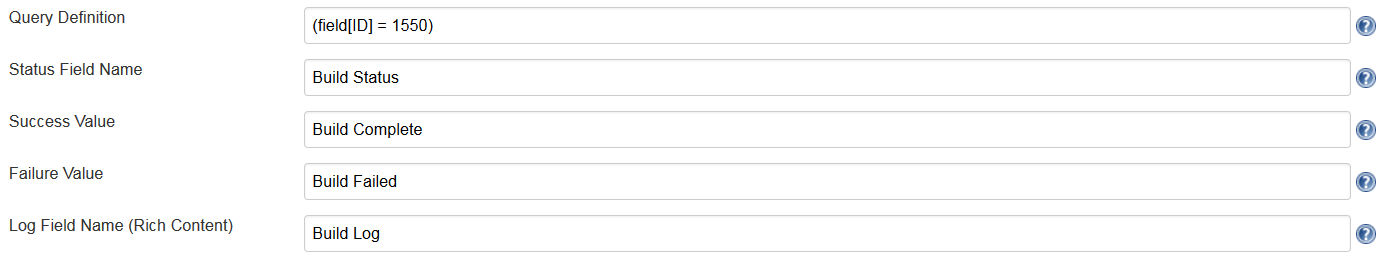 Query Definition
(field[ID] = 1550)
Status Field Name
Build Status
Success Value
Build Complete
Failure Value
Build Failed
Log Field Name (Rich Content)
Build Log